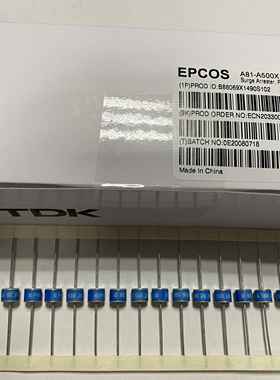 EPCOS
A81-A500X
Surge Arrester,
(1P)PROD ID:B88069X1490S102
(9K)PROD ORDER NO:ECN203300
(T)BATCH NO:0E20080718
Made in China
TDK